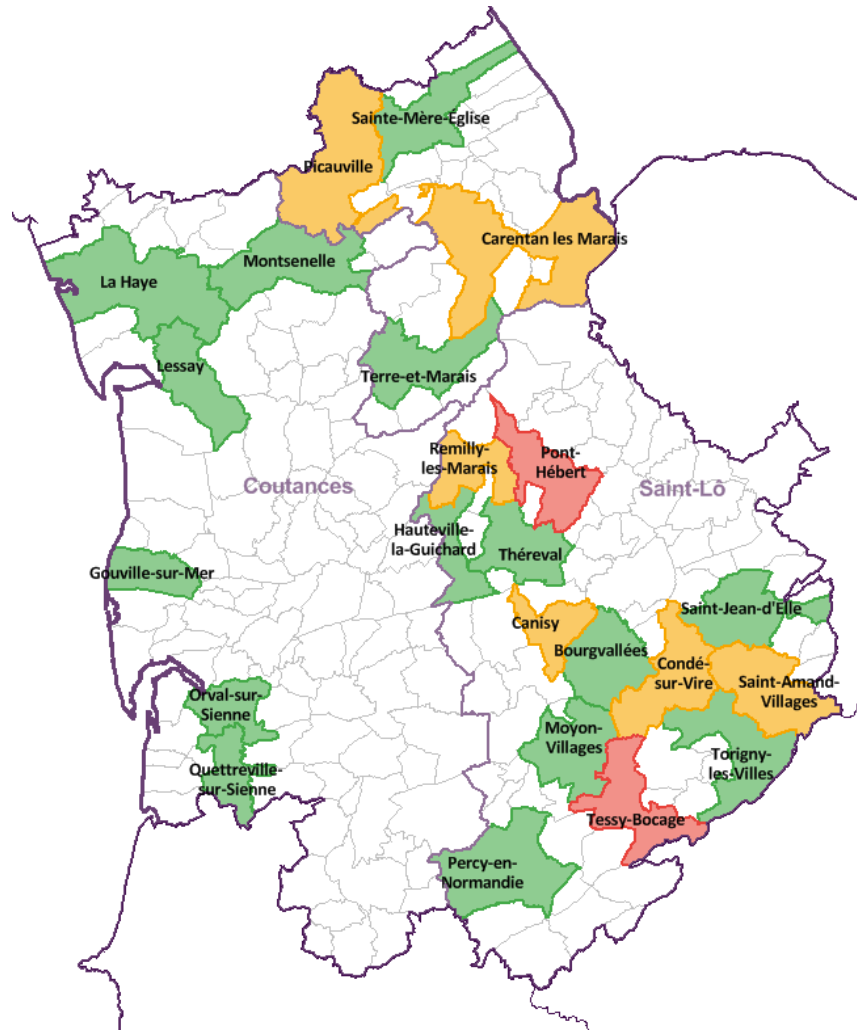 Sainte-Mère-Église
Picauville
Carentan les Marais
Montsenelle
La Haye
Lessay
Terre-et-Marais
Remilly-
les-Marais
Pont-
Hébert
Coutances
Saint-Lô
Hauteville-
la-Guichard
Théreval
Gouville-sur-Mer
Saint-Jean-d'Elle
Canisy
Bourgvallées
Condé-
sur-Vire
Saint-Amand-
Villages
Orval-sur-
Sienne
Moyon-
Villages
Torigny-
les-Villes
Quettreville-
sur-Sienne
Tessy-Bocage
Percy-en-
Normandie